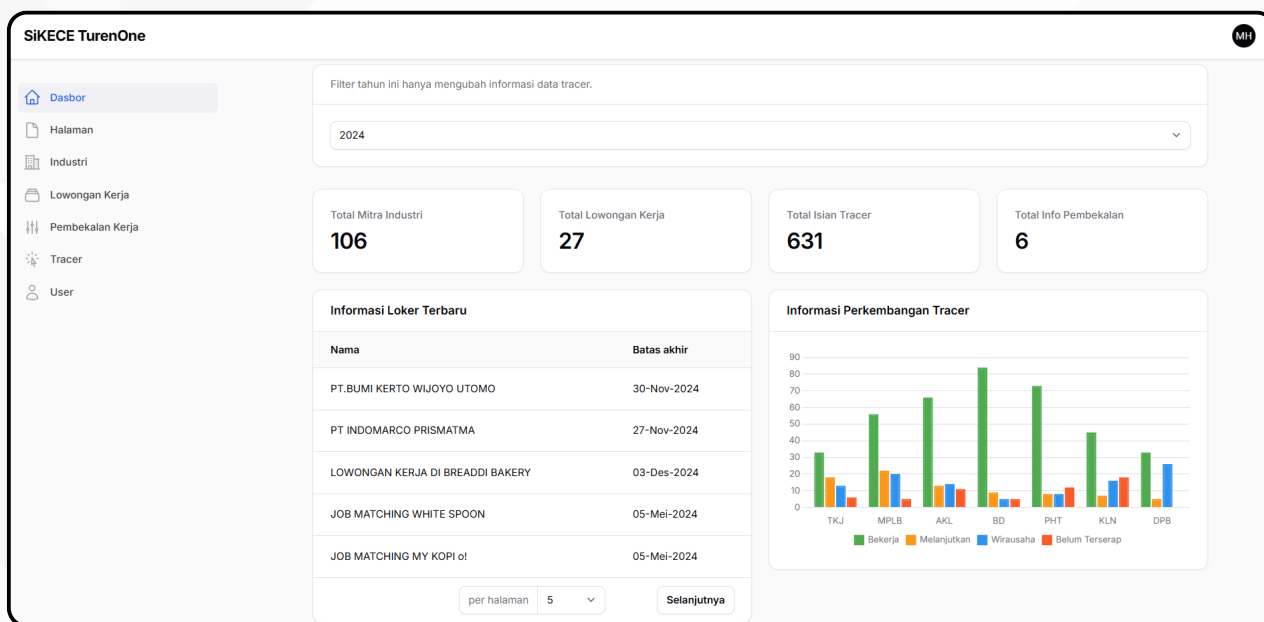 SiKECE TurenOne
MH
Dasbor
Halaman
Industri
Lowongan Kerja
Pembekalan Kerja
Tracer
User
Filter tahun ini hanya mengubah informasi data tracer.
2024
Total Mitra Industri
106
Total Lowongan Kerja
27
Total Isian Tracer
631
Total Info Pembekalan
6
Informasi Loker Terbaru
Nama Batas akhir
PT.BUMI KERTO WIJOYO UTOMO 30-Nov-2024
PT INDOMARCO PRISMATMA 27-Nov-2024
LOWONGAN KERJA DI BREADDI BAKERY 03-Des-2024
JOB MATCHING WHITE SPOON 05-Mei-2024
JOB MATCHING MY KOPI o! 05-Mei-2024
per halaman 5 Selanjutnya
Informasi Perkembangan Tracer
90
80
70
60
50
40
30
20
10
0
TKJ MPLB AKL BD PHT KLN DPB
Bekerja Melanjutkan Wirausaha Belum Terserap